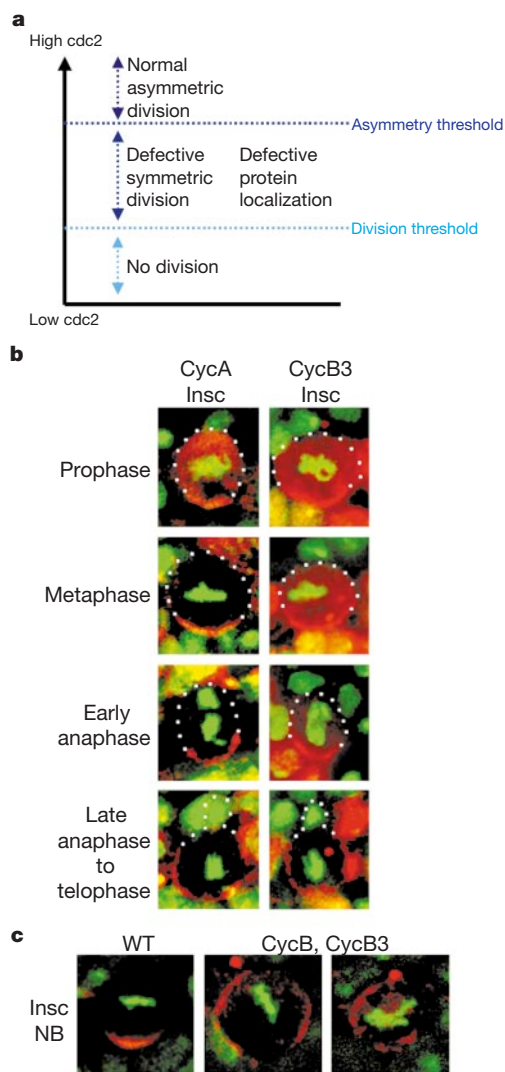 a
High cdc2
Normal
asymmetric
division
Asymmetry threshold
Defective
symmetric
division
Defective
protein
localization
Division threshold
No division
Low cdc2
b
CycA
Insc
CycB3
Insc
Prophase
Metaphase
Early
anaphase
Late
anaphase
to
telophase
c
WT
CycB, CycB3
Insc
NB